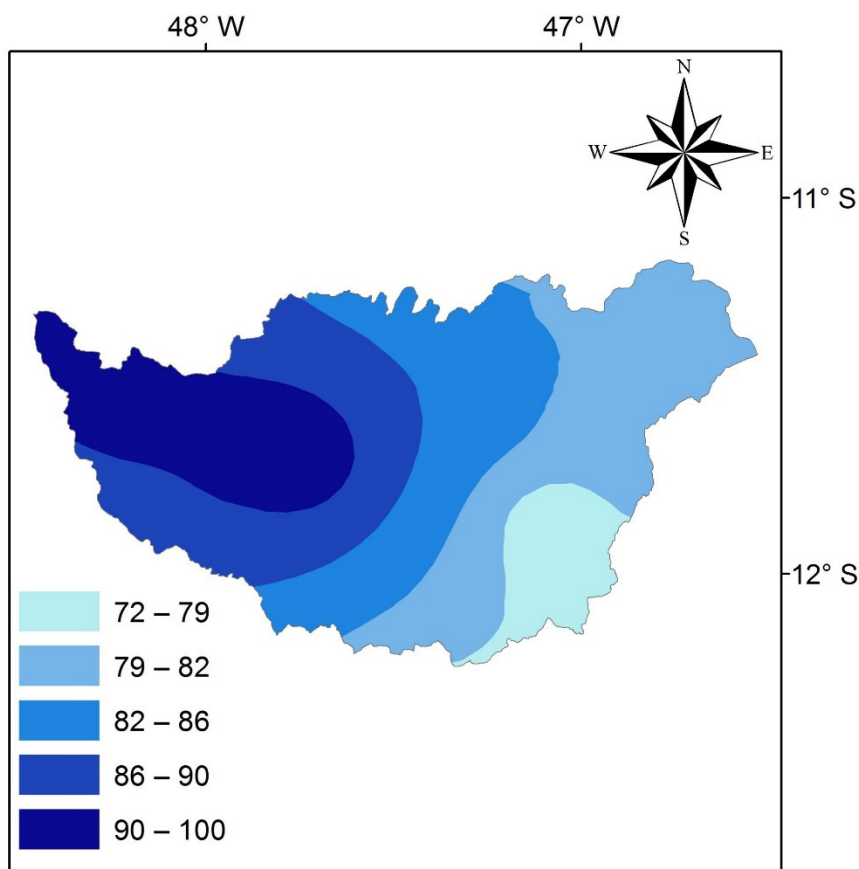 48° W
47° W
N
W
E
S
11° S
12° S
72 – 79
79 – 82
82 – 86
86 – 90
90 – 100